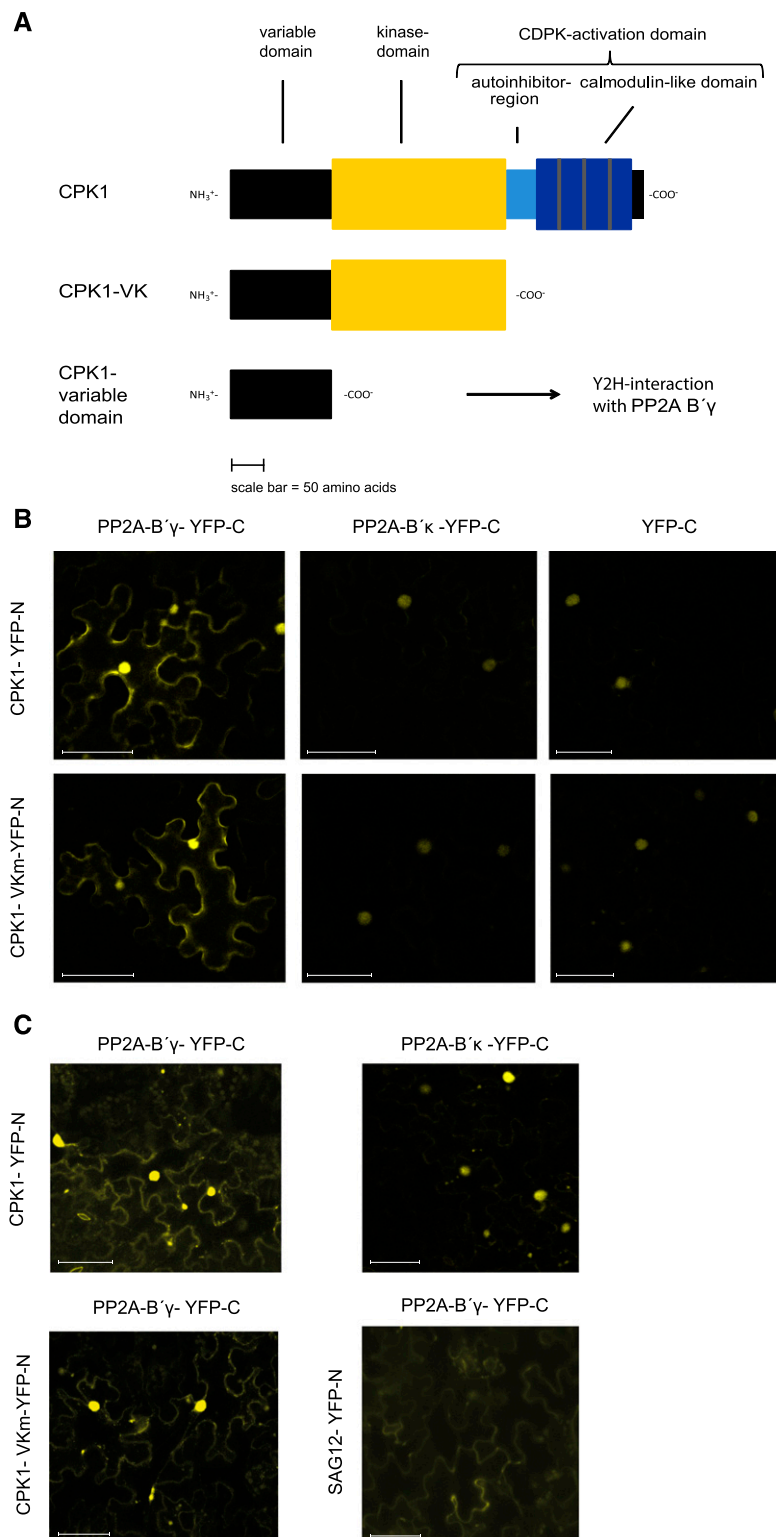 A
variable
domain
kinase-
domain
CDPK-activation domain
autoinhibitor-
region
calmodulin-like domain
CPK1
NH₃⁺-
-COO⁻
CPK1-VK
NH₃⁺-
-COO⁻
CPK1-
variable
domain
NH₃⁺-
-COO⁻
Y2H-interaction
with PP2A B´γ
scale bar = 50 amino acids
B
PP2A-B´γ- YFP-C
PP2A-B´κ -YFP-C
YFP-C
CPK1- YFP-N
CPK1- VKm-YFP-N
C
PP2A-B´γ- YFP-C
PP2A-B´κ -YFP-C
CPK1- YFP-N
PP2A-B´γ- YFP-C
PP2A-B´γ- YFP-C
CPK1- VKm-YFP-N
SAG12- YFP-N